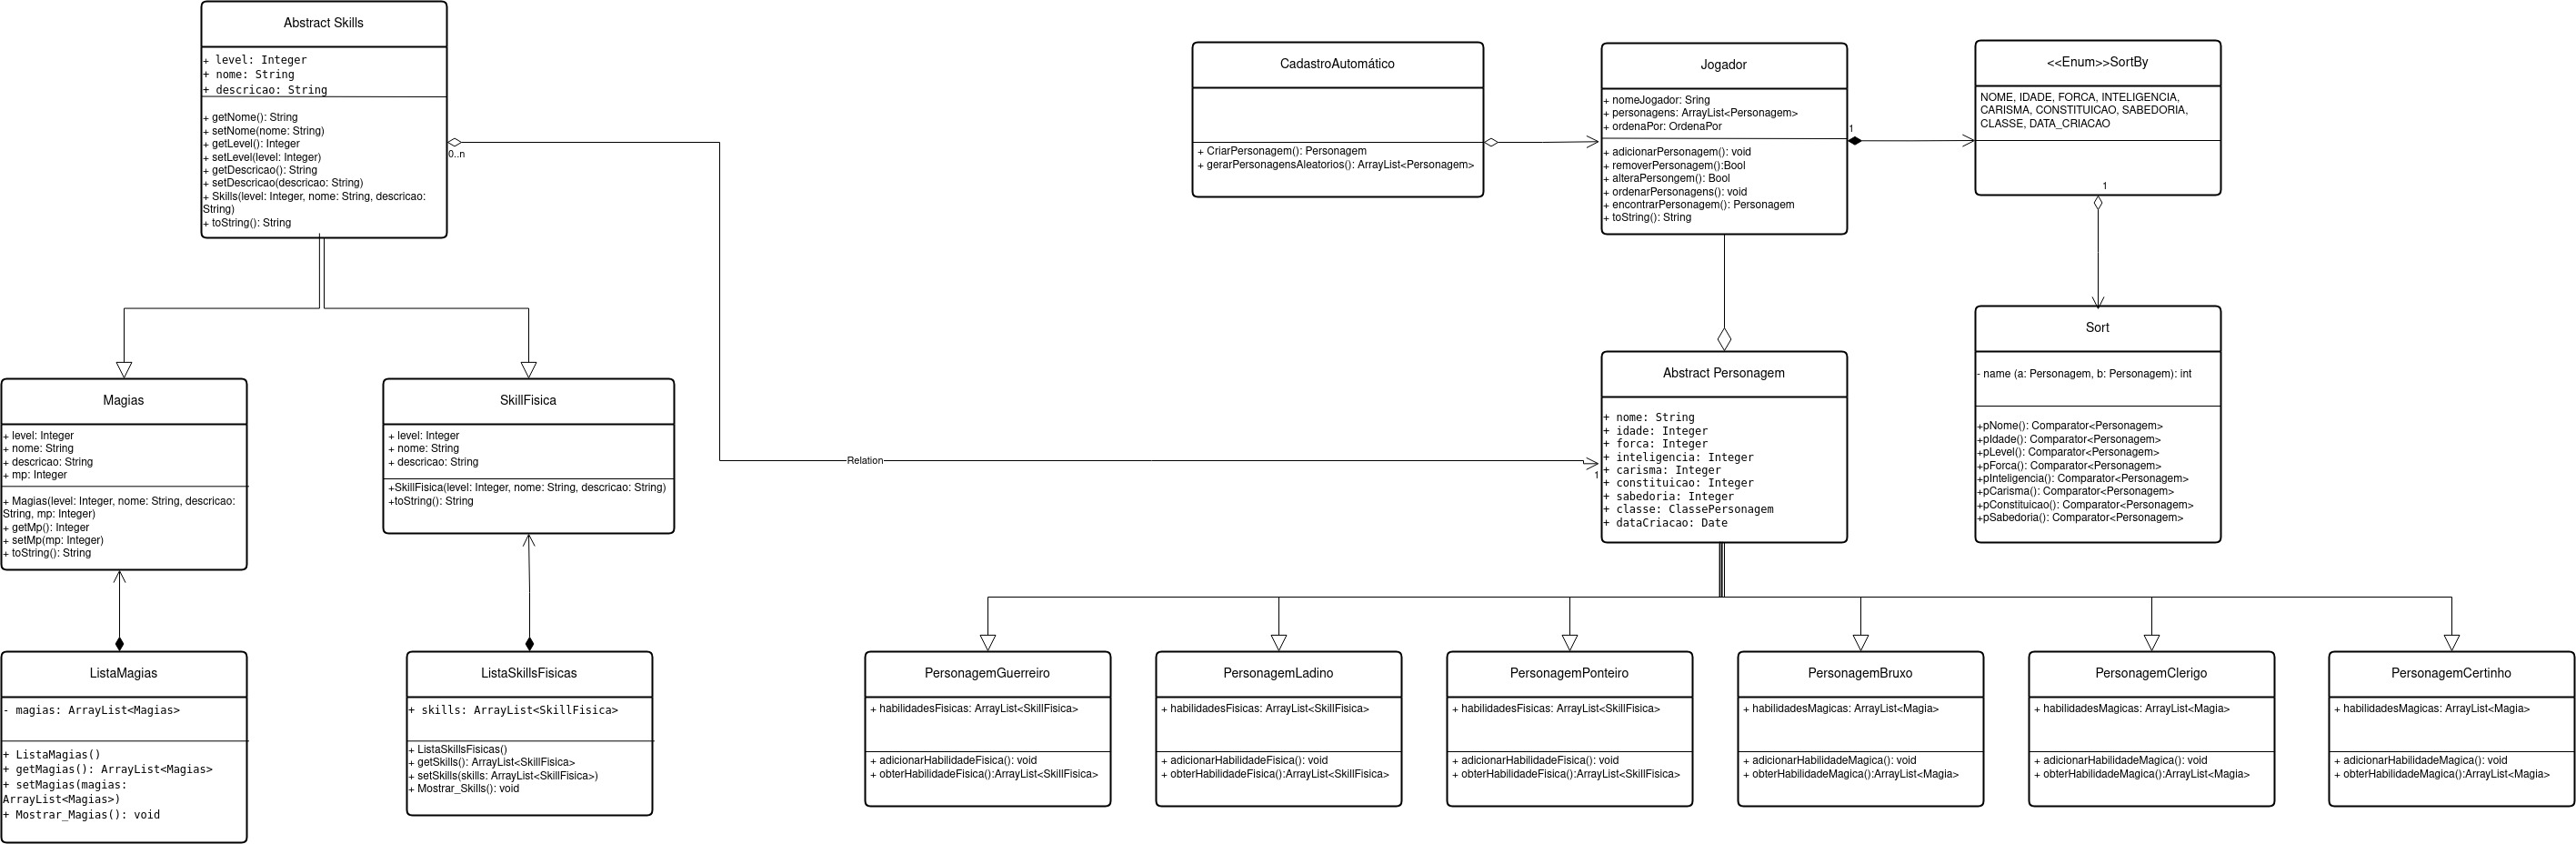 Abstract Skills
+ level: Integer
+ nome: String
+ descricao: String
+ getNome(): String
+ setNome(nome: String)
+ getLevel(): Integer
+ setLevel(level: Integer)
+ getDescricao(): String
+ setDescricao(descricao: String)
+ Skills(level: Integer, nome: String, descricao:
String)
+ toString(): String
0..n
CadastroAutomático
+ CriarPersonagem(): Personagem
+ gerarPersonagensAleatorios(): ArrayList<Personagem>
Jogador
+ nomeJogador: Sring
+ personagens: ArrayList<Personagem>
+ ordenaPor: OrdenaPor
+ adicionarPersonagem(): void
+ removerPersonagem():Bool
+ alteraPersongem(): Bool
+ ordenarPersonagens(): void
+ encontrarPersonagem(): Personagem
+ toString(): String
1
<<Enum>>SortBy
NOME, IDADE, FORCA, INTELIGENCIA,
CARISMA, CONSTITUICAO, SABEDORIA,
CLASSE, DATA_CRIACAO
1
Magias
+ level: Integer
+ nome: String
+ descricao: String
+ mp: Integer
+ Magias(level: Integer, nome: String, descricao:
String, mp: Integer)
+ getMp(): Integer
+ setMp(mp: Integer)
+ toString(): String
SkillFisica
+ level: Integer
+ nome: String
+ descricao: String
+SkillFisica(level: Integer, nome: String, descricao: String)
+toString(): String
Relation
1
Abstract Personagem
+ nome: String
+ idade: Integer
+ forca: Integer
+ inteligencia: Integer
+ carisma: Integer
+ constituicao: Integer
+ sabedoria: Integer
+ classe: ClassePersonagem
+ dataCriacao: Date
Sort
- name (a: Personagem, b: Personagem): int
+pNome(): Comparator<Personagem>
+pIdade(): Comparator<Personagem>
+pLevel(): Comparator<Personagem>
+pForca(): Comparator<Personagem>
+pInteligencia(): Comparator<Personagem>
+pCarisma(): Comparator<Personagem>
+pConstituicao(): Comparator<Personagem>
+pSabedoria(): Comparator<Personagem>
ListaMagias
- magias: ArrayList<Magias>
+ ListaMagias()
+ getMagias(): ArrayList<Magias>
+ setMagias(magias:
ArrayList<Magias>)
+ Mostrar_Magias(): void
ListaSkillsFisicas
+ skills: ArrayList<SkillFisica>
+ ListaSkillsFisicas()
+ getSkills(): ArrayList<SkillFisica>
+ setSkills(skills: ArrayList<SkillFisica>)
+ Mostrar_Skills(): void
PersonagemGuerreiro
+ habilidadesFisicas: ArrayList<SkillFisica>
+ adicionarHabilidadeFisica(): void
+ obterHabilidadeFisica():ArrayList<SkillFisica>
PersonagemLadino
+ habilidadesFisicas: ArrayList<SkillFisica>
+ adicionarHabilidadeFisica(): void
+ obterHabilidadeFisica():ArrayList<SkillFisica>
PersonagemPonteiro
+ habilidadesFisicas: ArrayList<SkillFisica>
+ adicionarHabilidadeFisica(): void
+ obterHabilidadeFisica():ArrayList<SkillFisica>
PersonagemBruxo
+ habilidadesMagicas: ArrayList<Magia>
+ adicionarHabilidadeMagica(): void
+ obterHabilidadeMagica():ArrayList<Magia>
PersonagemClerigo
+ habilidadesMagicas: ArrayList<Magia>
+ adicionarHabilidadeMagica(): void
+ obterHabilidadeMagica():ArrayList<Magia>
PersonagemCertinho
+ habilidadesMagicas: ArrayList<Magia>
+ adicionarHabilidadeMagica(): void
+ obterHabilidadeMagica():ArrayList<Magia>